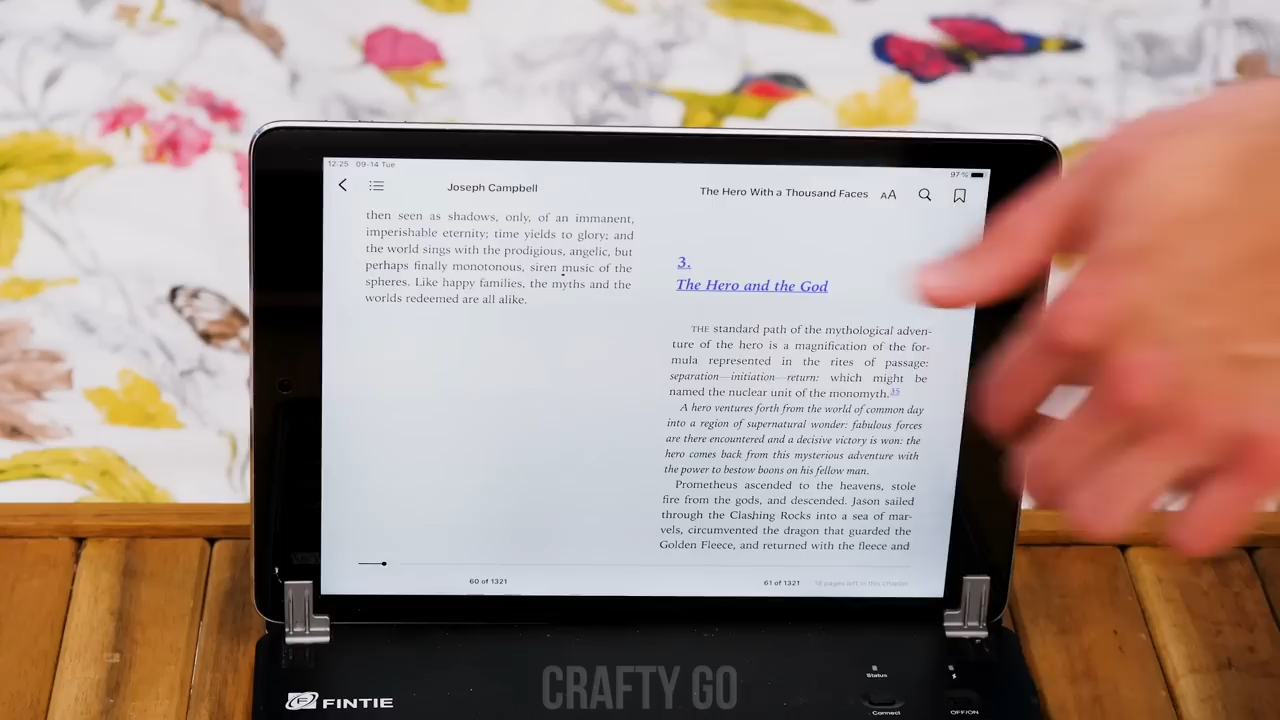 12:25 09-14 Tue
97%
Joseph Campbell
The Hero With a Thousand Faces
AA
then seen as shadows, only, of an immanent,
imperishable eternity; time yields to glory; and
the world sings with the prodigious, angelic, but
perhaps finally monotonous, siren music of the
spheres. Like happy families, the myths and the
worlds redeemed are all alike.
3.
The Hero and the God
THE standard path of the mythological adven-
ture of the hero is a magnification of the for-
mula represented in the rites of passage:
separation—initiation—return: which might be
named the nuclear unit of the monomyth.35
A hero ventures forth from the world of common day
into a region of supernatural wonder: fabulous forces
are there encountered and a decisive victory is won: the
hero comes back from this mysterious adventure with
the power to bestow boons on his fellow man.
Prometheus ascended to the heavens, stole
fire from the gods, and descended. Jason sailed
through the Clashing Rocks into a sea of mar-
vels, circumvented the dragon that guarded the
Golden Fleece, and returned with the fleece and
60 of 1321
61 of 1321
18 pages left in this chapter
FINTIE
CRAFTY GO
Status
Connect
OFF/ON